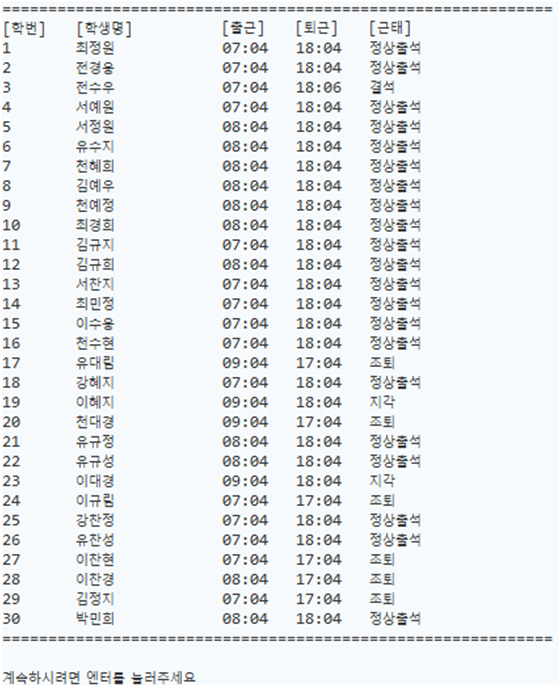 ============================================================
[학번] [학생명] [출근] [퇴근] [근태]
1 최정원 07:04 18:04 정상출석
2 전경용 07:04 18:04 정상출석
3 전수우 07:04 18:06 결석
4 서예원 07:04 18:04 정상출석
5 서정원 08:04 18:04 정상출석
6 유수지 08:04 18:04 정상출석
7 천혜희 08:04 18:04 정상출석
8 김예우 08:04 18:04 정상출석
9 천예정 08:04 18:04 정상출석
10 최경희 08:04 18:04 정상출석
11 김규지 07:04 18:04 정상출석
12 김규희 08:04 18:04 정상출석
13 서찬지 07:04 18:04 정상출석
14 최민정 07:04 18:04 정상출석
15 이수용 07:04 18:04 정상출석
16 천수현 07:04 18:04 정상출석
17 유대림 09:04 17:04 조퇴
18 강혜지 07:04 18:04 정상출석
19 이혜지 09:04 18:04 지각
20 천대경 09:04 17:04 조퇴
21 유규정 08:04 18:04 정상출석
22 유규성 08:04 18:04 정상출석
23 이대경 09:04 18:04 지각
24 이규림 07:04 17:04 조퇴
25 강찬정 07:04 18:04 정상출석
26 유찬성 07:04 18:04 정상출석
27 이찬현 07:04 17:04 조퇴
28 이찬경 08:04 17:04 조퇴
29 김정지 07:04 17:04 조퇴
30 박민희 08:04 18:04 정상출석
============================================================
계속하시려면 엔터를 눌러주세요